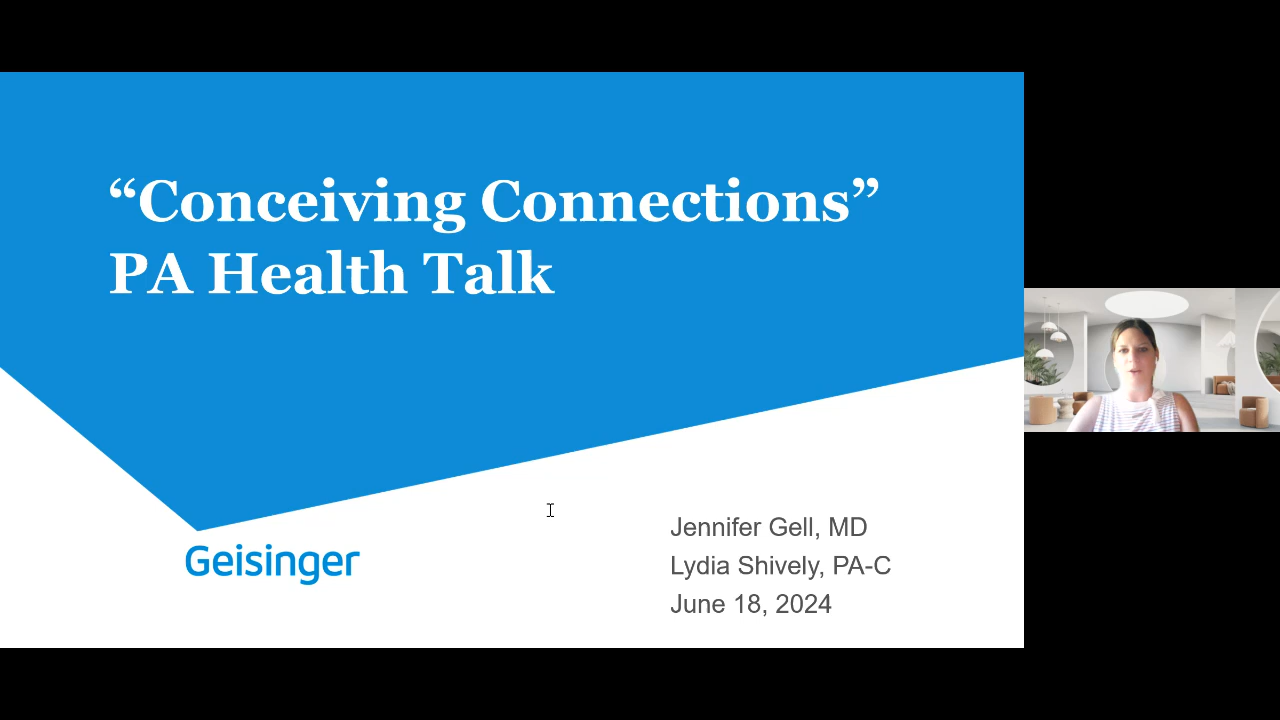 “Conceiving Connections”
PA Health Talk
Geisinger
Jennifer Gell, MD
Lydia Shively, PA-C
June 18, 2024